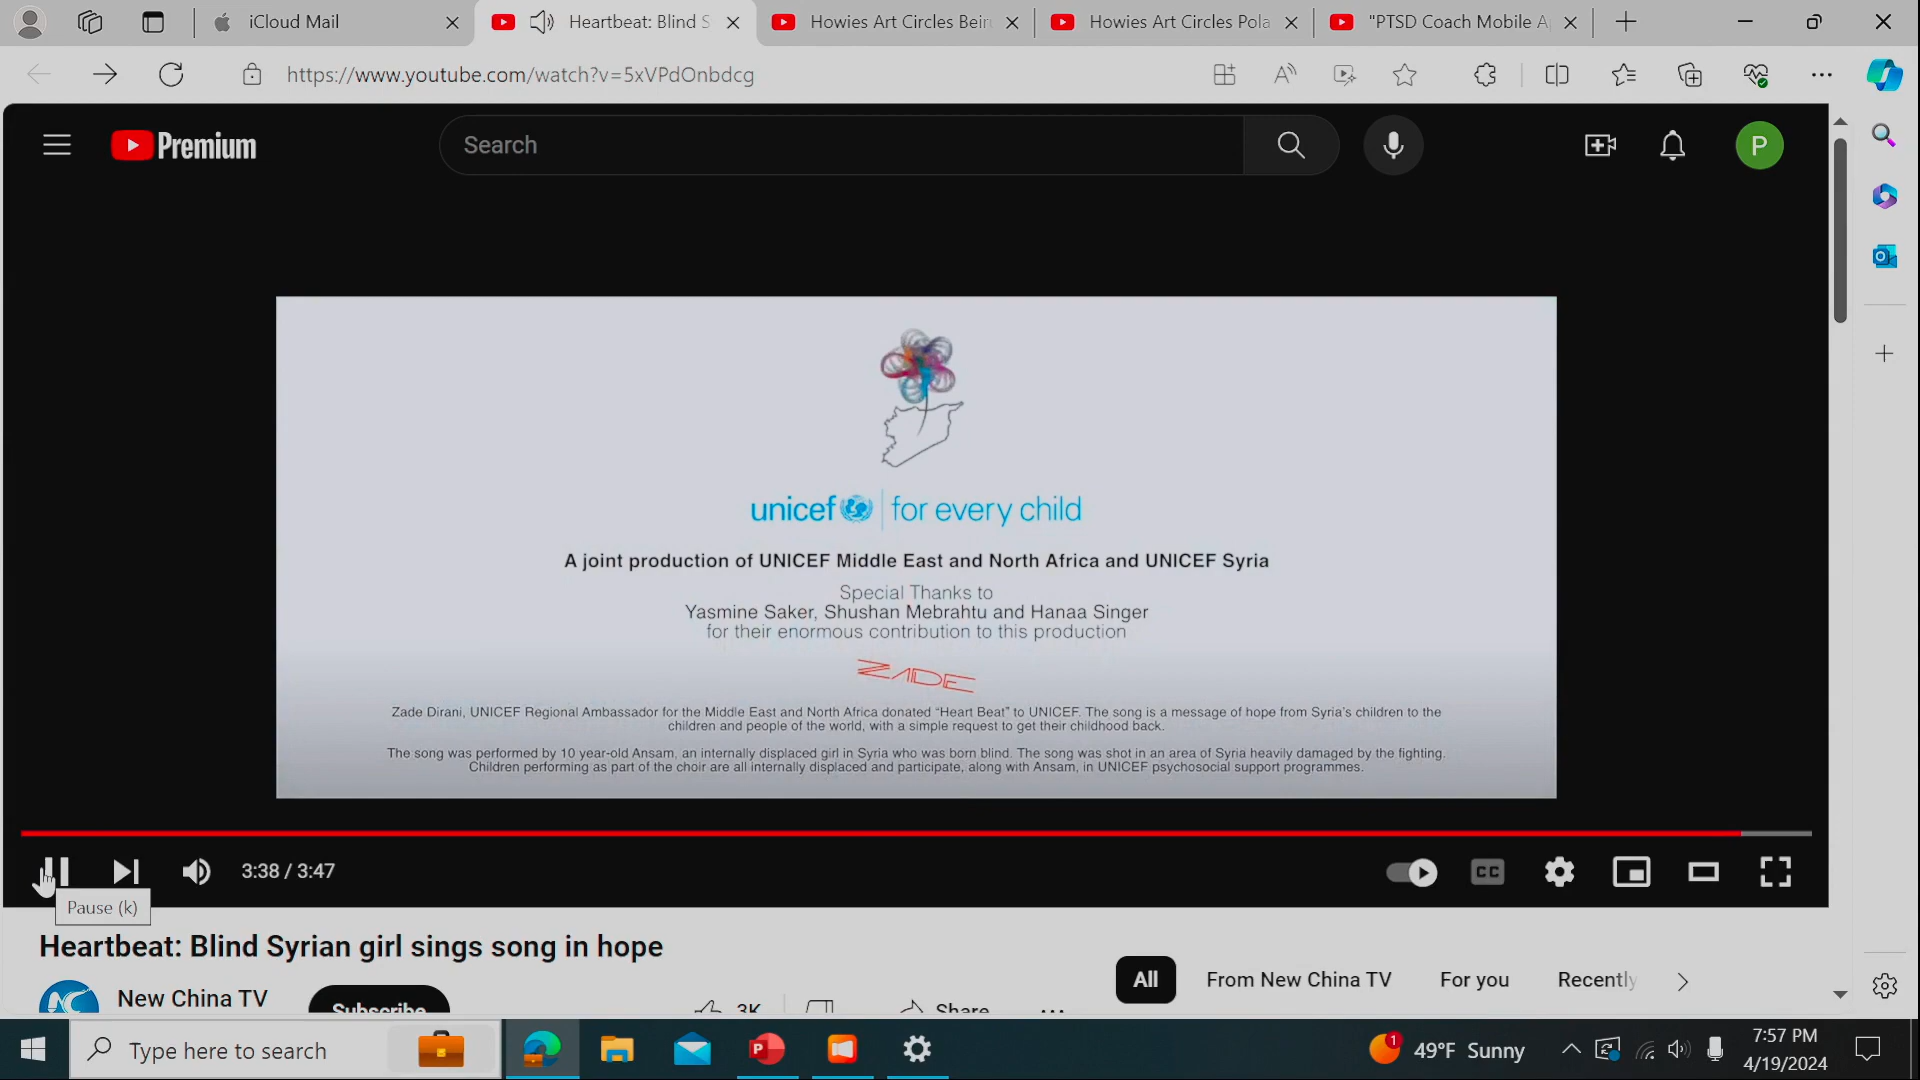 iCloud Mail
Heartbeat: Blind S
Howies Art Circles Beir
Howies Art Circles Pola
"PTSD Coach Mobile A
https://www.youtube.com/watch?v=5xVPdOnbdcg
Premium
Search
P
unicef for every child
A joint production of UNICEF Middle East and North Africa and UNICEF Syria
Special Thanks to
Yasmine Saker, Shushan Mebrahtu and Hanaa Singer
for their enormous contribution to this production
ZADE
Zade Dirani, UNICEF Regional Ambassador for the Middle East and North Africa donated "Heart Beat" to UNICEF. The song is a message of hope from Syria's children to the
children and people of the world, with a simple request to get their childhood back.
The song was performed by 10 year-old Ansam, an internally displaced girl in Syria who was born blind. The song was shot in an area of Syria heavily damaged by the fighting.
Children performing as part of the choir are all internally displaced and participate, along with Ansam, in UNICEF psychosocial support programmes.
3:38 / 3:47
CC
Pause (k)
Heartbeat: Blind Syrian girl sings song in hope
All
From New China TV
For you
Recently
New China TV
Subscribe
3K
Share
Type here to search
1
49°F Sunny
7:57 PM
4/19/2024